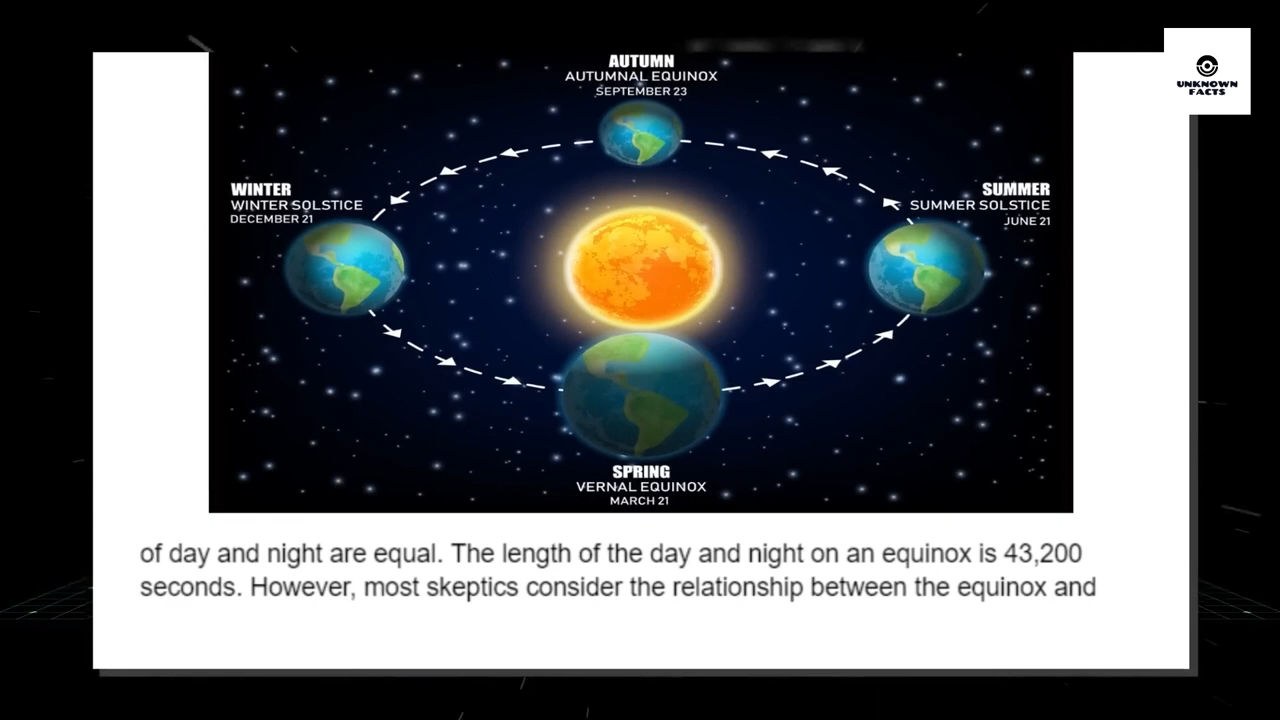 UNKNOWN
FACTS
AUTUMN
AUTUMNAL EQUINOX
SEPTEMBER 23
WINTER
WINTER SOLSTICE
DECEMBER 21
SUMMER
SUMMER SOLSTICE
JUNE 21
SPRING
VERNAL EQUINOX
MARCH 21
of day and night are equal. The length of the day and night on an equinox is 43,200
seconds. However, most skeptics consider the relationship between the equinox and